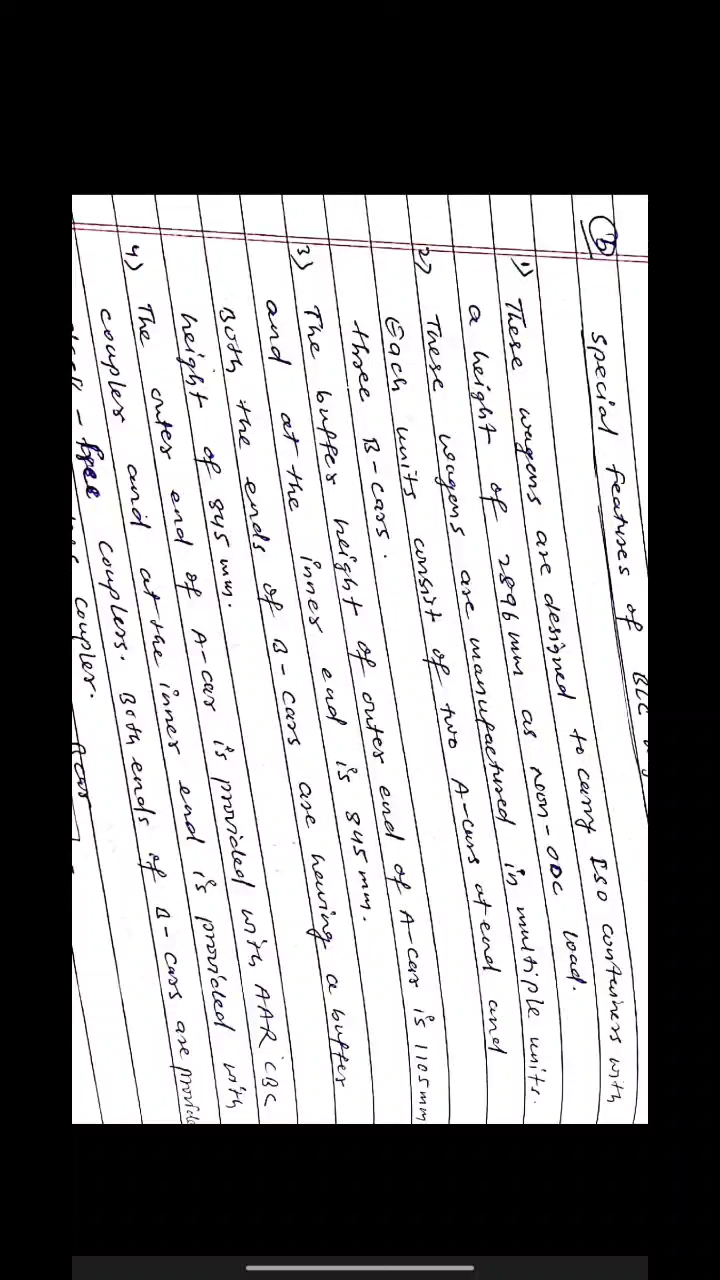 (b) Special features of BLC
1) These wagons are designed to carry ISO containers with
a height of 2896 mm as noon-ODC load.
2) These wagons are manufactured in multiple units.
Each units consist of two A-cars at end and
three B-cars.
3) The buffer height of outer end of A-car is 1105 mm
and at the inner end is 845 mm.
Both the ends of B-cars are hewing a buffer
height of 845 mm.
4) The outer end of A-car is provided with AAR CBC
coupler and at the inner end is provided with
slack-free couplers. Both ends of B-cars are provide
coupler.